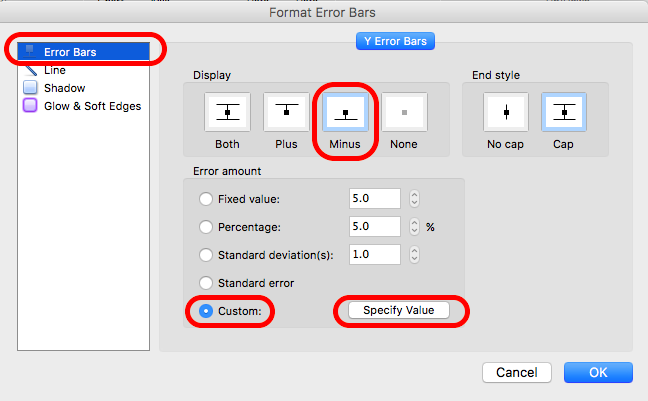 Format Error Bars
Error Bars
Line
Shadow
Glow & Soft Edges
Y Error Bars
Display
Both Plus Minus None
End style
No cap Cap
Error amount
Fixed value: 5.0
Percentage: 5.0 %
Standard deviation(s): 1.0
Standard error
Custom: Specify Value
Cancel OK